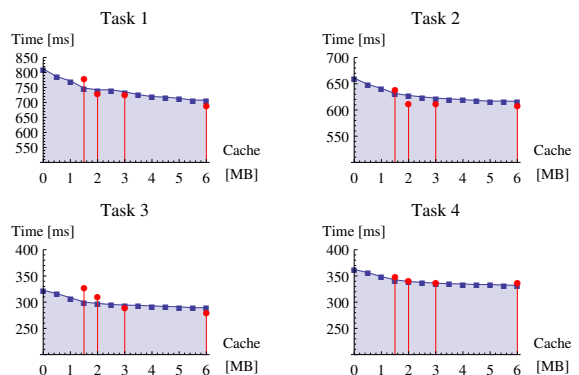 Task 1
Time [ms]
850
800
750
700
650
600
550
0 1 2 3 4 5 6
Cache
[MB]
Task 2
Time [ms]
700
650
600
550
0 1 2 3 4 5 6
Cache
[MB]
Task 3
Time [ms]
400
350
300
250
0 1 2 3 4 5 6
Cache
[MB]
Task 4
Time [ms]
400
350
300
250
0 1 2 3 4 5 6
Cache
[MB]